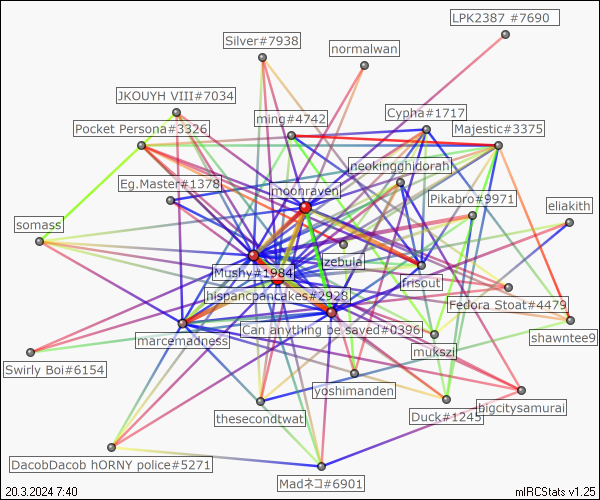 LPK2387 #7690
Silver#7938
normalwan
JKOUYH VIII#7034
ming#4742
Cypha#1717
Pocket Persona#3326
Majestic#3375
neokingghidorah
Eg.Master#1378
moonraven
Pikabro#9971
eliakith
somass
zebula
Mushy#1984
frisout
hispancpancakes#2928
Fedora Stoat#4479
Can anything be saved#0396
marcemadness
shawntee9
mukszi
Swirly Boi#6154
yoshimanden
thesecondtwat
Duck#1245
bigcitysamurai
DacobDacob hORNY police#5271
Madネコ#6901
20.3.2024 7:40
mIRCStats v1.25